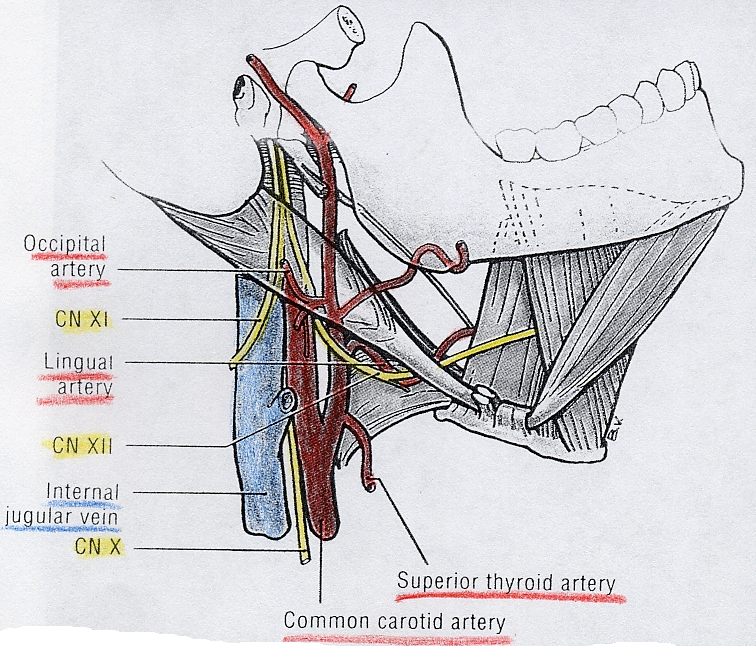 Occipital
artery
CN XI
Lingual
artery
CN XII
Internal
jugular vein
CN X
Superior thyroid artery
Common carotid artery